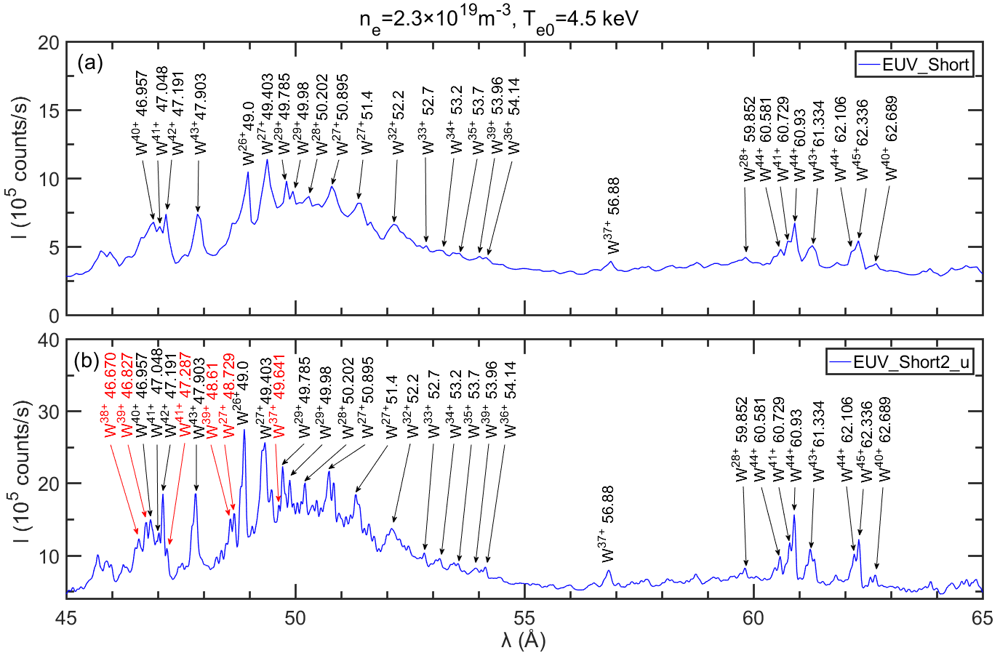 nₑ=2.3×10¹⁹m⁻³, Tₑ₀=4.5 keV
(a)
EUV_Short
I (10⁵ counts/s)
20
15
10
5
0
W⁴⁰⁺ 46.957
W⁴¹⁺ 47.048
W⁴²⁺ 47.191
W⁴³⁺ 47.903
W²⁶⁺ 49.0
W²⁷⁺ 49.403
W²⁹⁺ 49.785
W²⁹⁺ 49.98
W²⁸⁺ 50.202
W²⁷⁺ 50.895
W²⁷⁺ 51.4
W³²⁺ 52.2
W³³⁺ 52.7
W³⁴⁺ 53.2
W³⁵⁺ 53.7
W³⁹⁺ 53.96
W³⁶⁺ 54.14
W³⁷⁺ 56.88
W²⁸⁺ 59.852
W⁴⁴⁺ 60.581
W⁴¹⁺ 60.729
W⁴⁴⁺ 60.93
W⁴³⁺ 61.334
W⁴⁴⁺ 62.106
W⁴⁵⁺ 62.336
W⁴⁰⁺ 62.689
(b)
EUV_Short2_u
I (10⁵ counts/s)
40
30
20
10
W³⁸⁺ 46.670
W³⁹⁺ 46.827
W⁴⁰⁺ 46.957
W⁴¹⁺ 47.048
W⁴²⁺ 47.191
W⁴¹⁺ 47.287
W⁴³⁺ 47.903
W³⁹⁺ 48.61
W²⁷⁺ 48.729
W²⁶⁺ 49.0
W²⁷⁺ 49.403
W³⁷⁺ 49.641
W²⁹⁺ 49.785
W²⁹⁺ 49.98
W²⁸⁺ 50.202
W²⁷⁺ 50.895
W²⁷⁺ 51.4
W³²⁺ 52.2
W³³⁺ 52.7
W³⁴⁺ 53.2
W³⁵⁺ 53.7
W³⁹⁺ 53.96
W³⁶⁺ 54.14
W³⁷⁺ 56.88
W²⁸⁺ 59.852
W⁴⁴⁺ 60.581
W⁴¹⁺ 60.729
W⁴⁴⁺ 60.93
W⁴³⁺ 61.334
W⁴⁴⁺ 62.106
W⁴⁵⁺ 62.336
W⁴⁰⁺ 62.689
45 50 55 60 65
λ (Å)